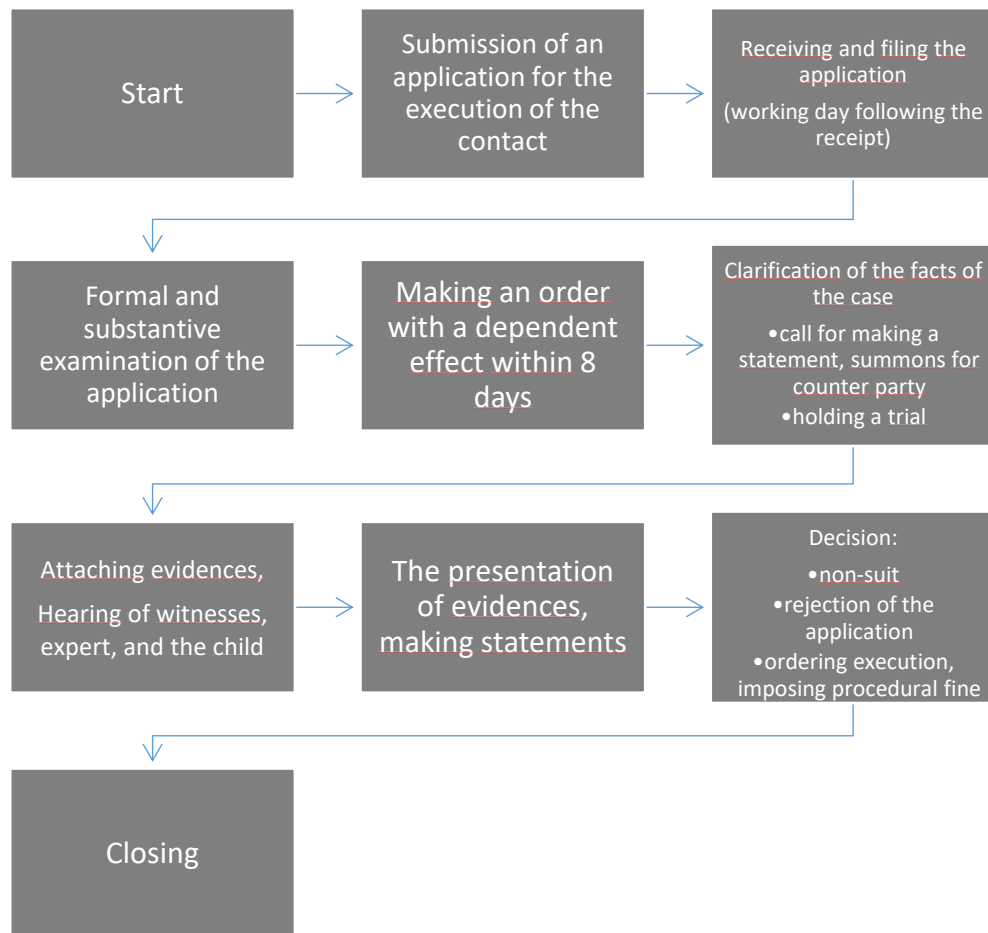 Start
Submission of an
application for the
execution of the
contact
Receiving and filing the
application
(working day following the
receipt)
Formal and
substantive
examination of the
application
Making an order
with a dependent
effect within 8
days
Clarification of the facts of
the case
•call for making a
statement, summons for
counter party
•holding a trial
Attaching evidences,
Hearing of witnesses,
expert, and the child
The presentation
of evidences,
making statements
Decision:
•non-suit
•rejection of the
application
•ordering execution,
imposing procedural fine
Closing